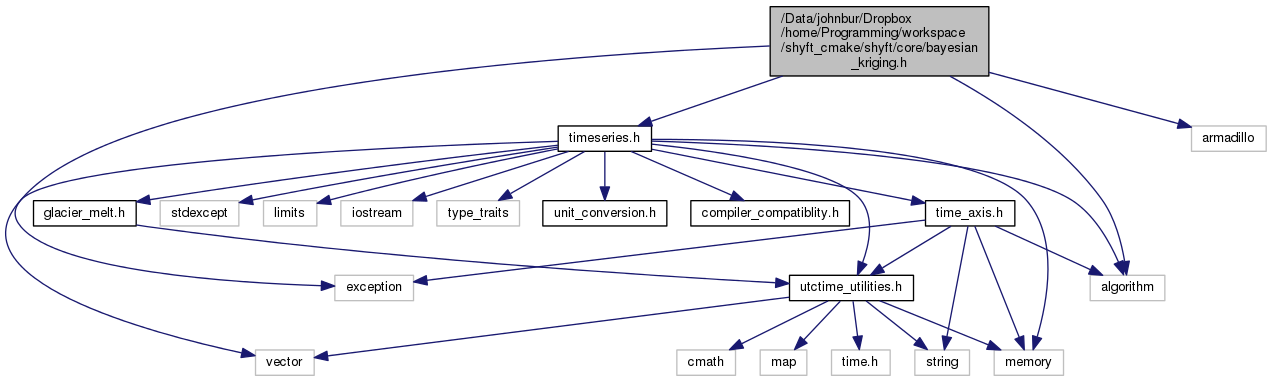 /Data/johnbur/Dropbox
/home/Programming/workspace
/shyft_cmake/shyft/core/bayesian
_kriging.h
timeseries.h
armadillo
glacier_melt.h
stdexcept
limits
iostream
type_traits
unit_conversion.h
compiler_compatiblity.h
time_axis.h
exception
utctime_utilities.h
algorithm
vector
cmath
map
time.h
string
memory